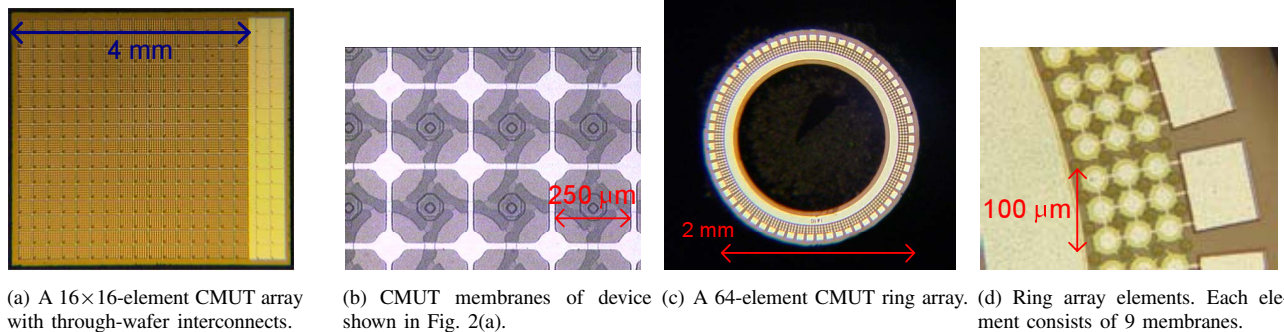 4 mm
250 µm
2 mm
100 µm
(a) A 16×16-element CMUT array
with through-wafer interconnects.
(b) CMUT membranes of device
shown in Fig. 2(a).
(c) A 64-element CMUT ring array.
(d) Ring array elements. Each ele-
ment consists of 9 membranes.